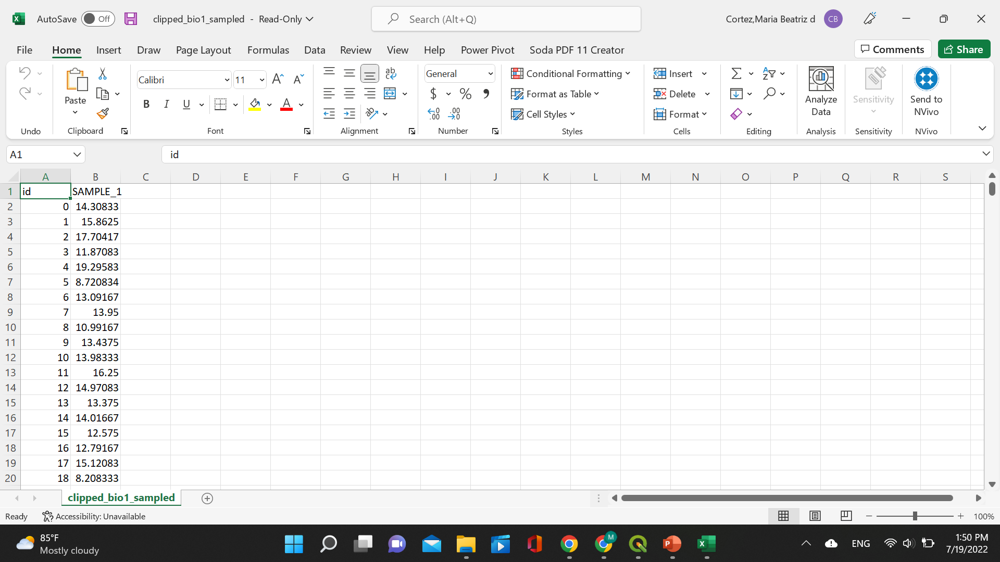 AutoSave Off clipped_bio1_sampled - Read-Only Search (Alt+Q) Cortez,Maria Beatriz d CB
File Home Insert Draw Page Layout Formulas Data Review View Help Power Pivot Soda PDF 11 Creator Comments Share
Paste
Calibri 11
B I U A
ab
General
$ % 9
Conditional Formatting
Format as Table
Cell Styles
Insert
Delete
Format
Analyze Data
Sensitivity
Send to NVivo
Undo Clipboard Font Alignment Number Styles Cells Editing Analysis Sensitivity NVivo
A1 id
A B C D E F G H I J K L M N O P Q R S
1 id SAMPLE_1
2 0 14.30833
3 1 15.8625
4 2 17.70417
5 3 11.87083
6 4 19.29583
7 5 8.720834
8 6 13.09167
9 7 13.95
10 8 10.99167
11 9 13.4375
12 10 13.98333
13 11 16.25
14 12 14.97083
15 13 13.375
16 14 14.01667
17 15 12.575
18 16 12.79167
19 17 15.12083
20 18 8.208333
clipped_bio1_sampled
Ready Accessibility: Unavailable 100%
85°F
Mostly cloudy
M
ENG
1:50 PM
7/19/2022